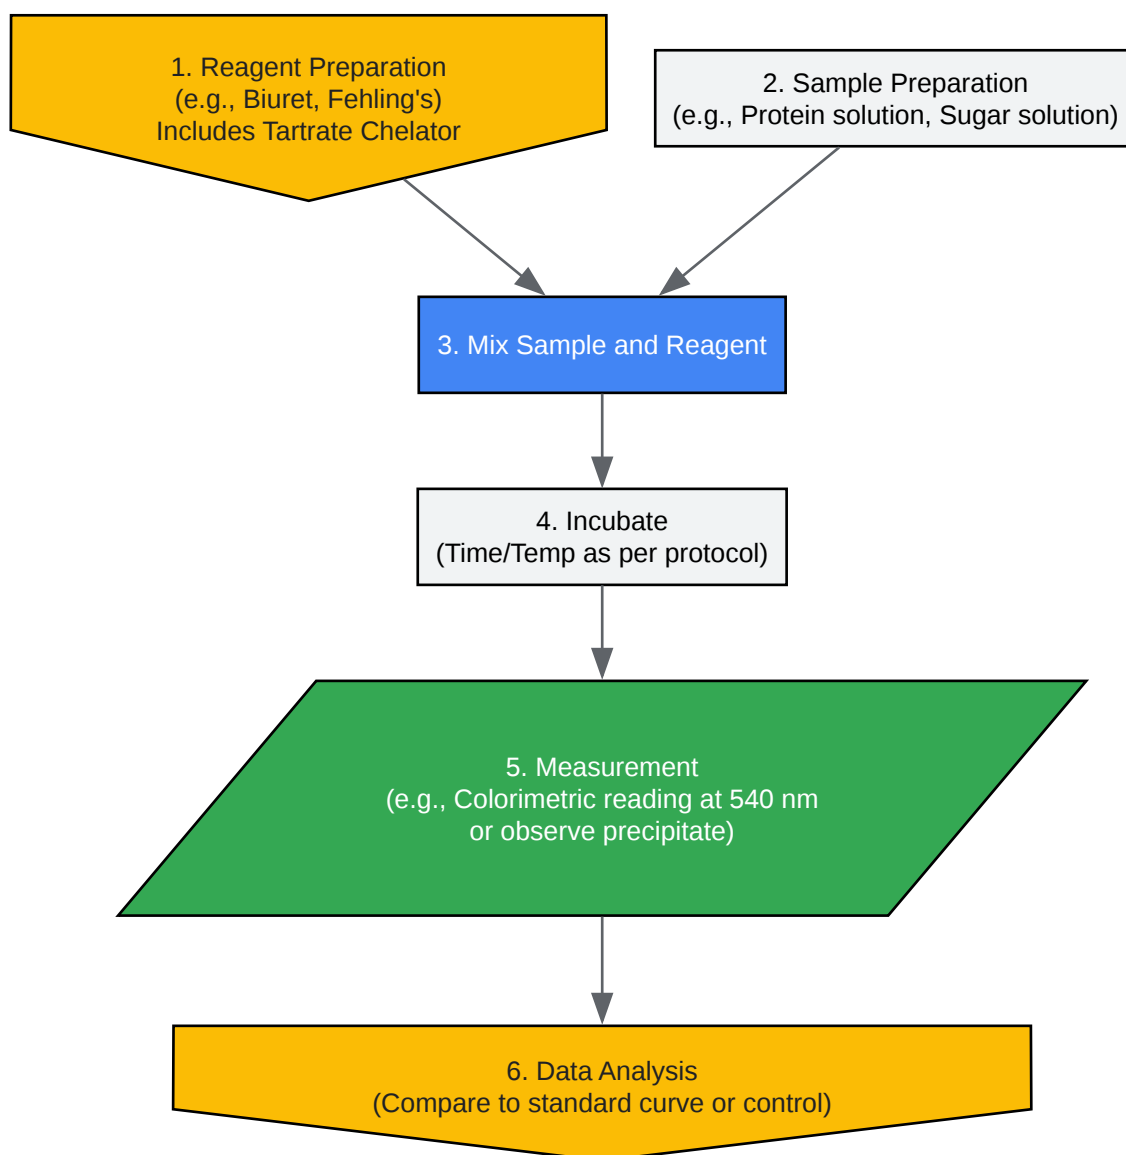 1. Reagent Preparation
(e.g., Biuret, Fehling's)
Includes Tartrate Chelator
2. Sample Preparation
(e.g., Protein solution, Sugar solution)
3. Mix Sample and Reagent
4. Incubate
(Time/Temp as per protocol)
5. Measurement
(e.g., Colorimetric reading at 540 nm
or observe precipitate)
6. Data Analysis
(Compare to standard curve or control)